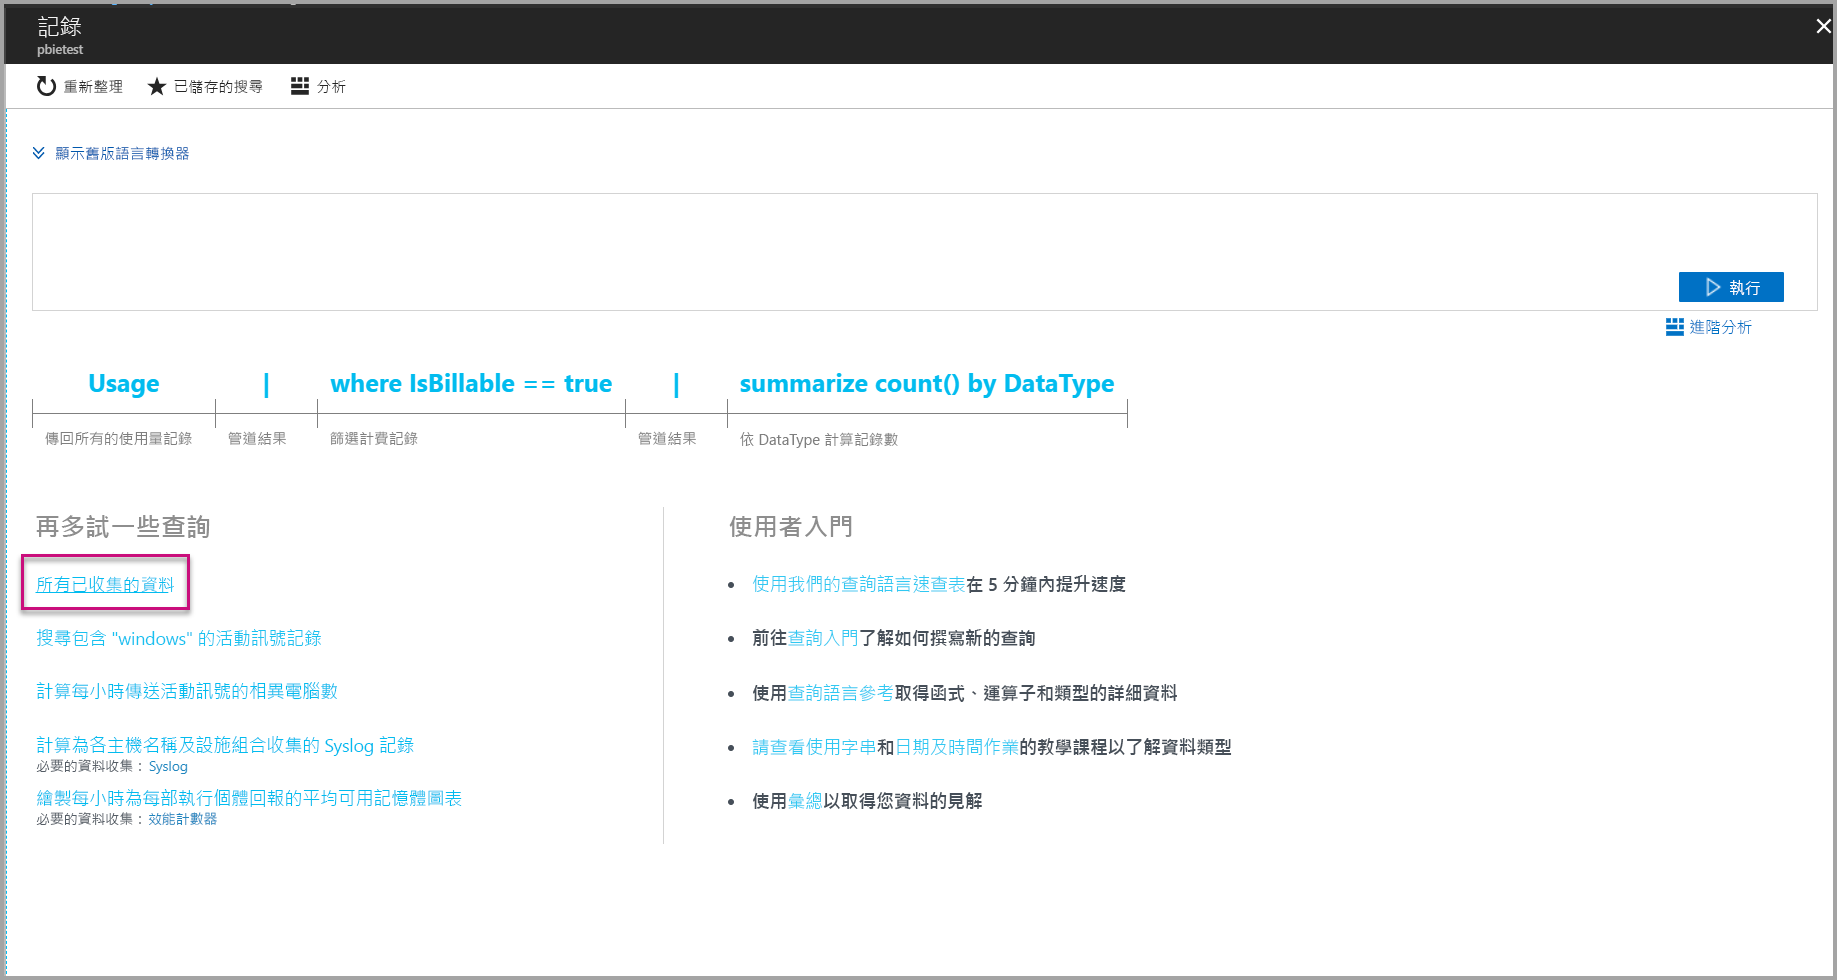 記錄
pbietest
重新整理 已儲存的搜尋 分析
顯示舊版語言轉換器
執行
進階分析
Usage | where IsBillable == true | summarize count() by DataType
傳回所有的使用量記錄 管道結果 篩選計費記錄 管道結果 依 DataType 計算記錄數
再多試一些查詢
所有已收集的資料
搜尋包含 "windows" 的活動訊號記錄
計算每小時傳送活動訊號的相異電腦數
計算為各主機名稱及設施組合收集的 Syslog 記錄
必要的資料收集： Syslog
繪製每小時為每部執行個體回報的平均可用記憶體圖表
必要的資料收集： 效能計數器
使用者入門
• 使用我們的查詢語言速查表在 5 分鐘內提升速度
• 前往查詢入門了解如何撰寫新的查詢
• 使用查詢語言參考取得函式、運算子和類型的詳細資料
• 請查看使用字串和日期及時間作業的教學課程以了解資料類型
• 使用彙總以取得您資料的見解